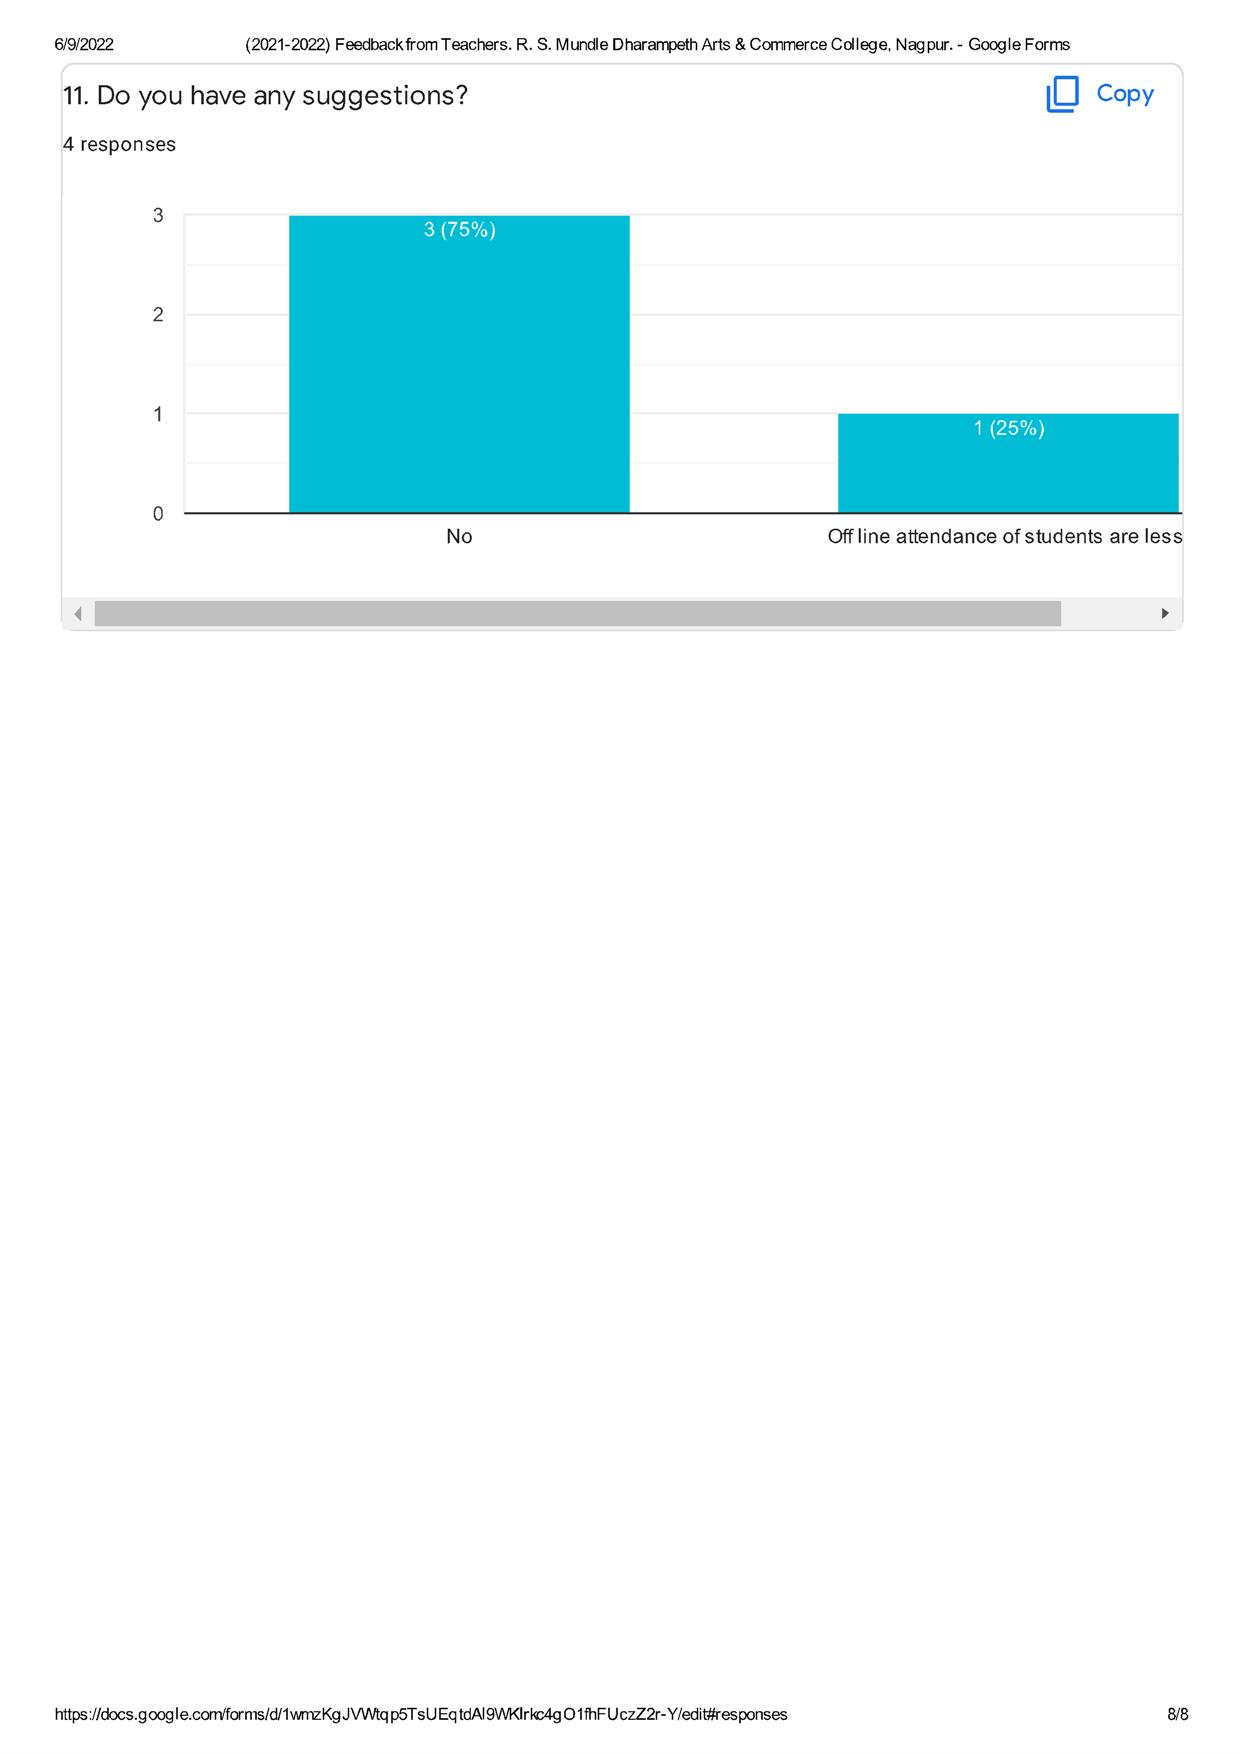 6/9/2022 (2021-2022) Feedback from Teachers. R. S. Mundle Dharampeth Arts & Commerce College, Nagpur. - Google Forms
11. Do you have any suggestions? Copy
4 responses
3
3 (75%)
2
1
1 (25%)
0
No Off line attendance of students are less
https://docs.google.com/forms/d/1wmzKgJVWtqp5TsUEqtdAl9WKlrkc4gO1fhFUczZ2r-Y/edit#responses 8/8